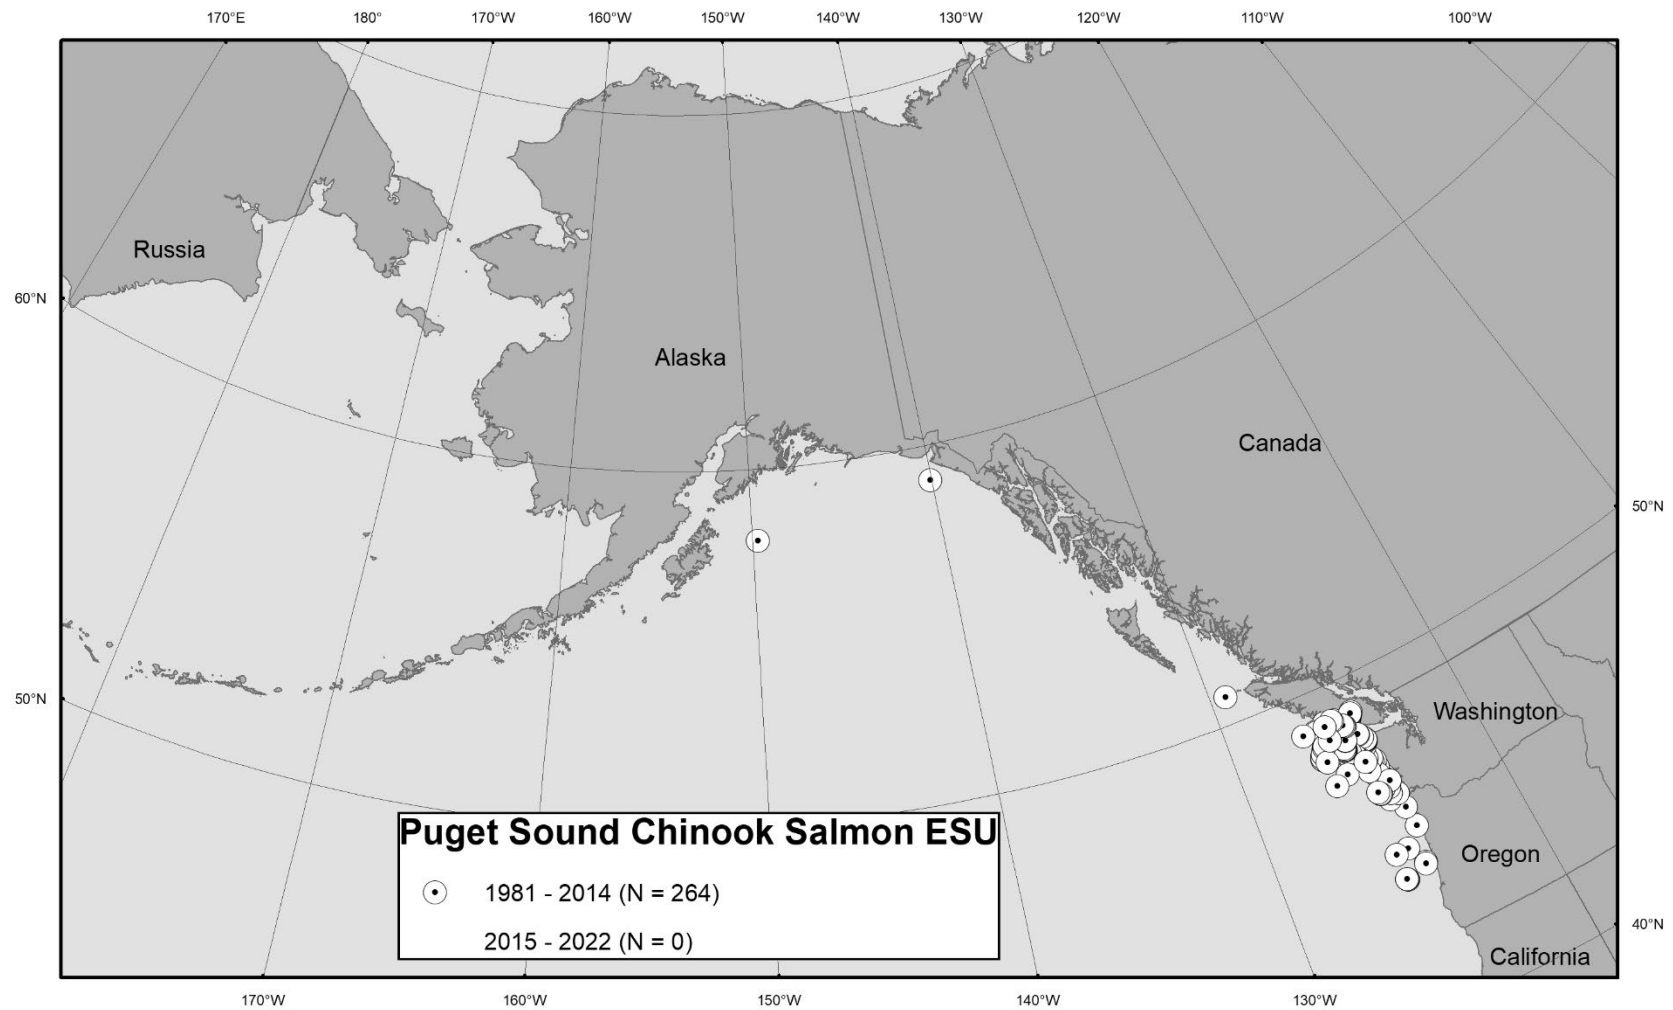 170°E 180° 170°W 160°W 150°W 140°W 130°W 120°W 110°W 100°W
Russia
60°N
Alaska
Canada
50°N
50°N
Washington
Puget Sound Chinook Salmon ESU
Oregon
1981 - 2014 (N = 264)
40°N
2015 - 2022 (N = 0)
California
170°W 160°W 150°W 140°W 130°W